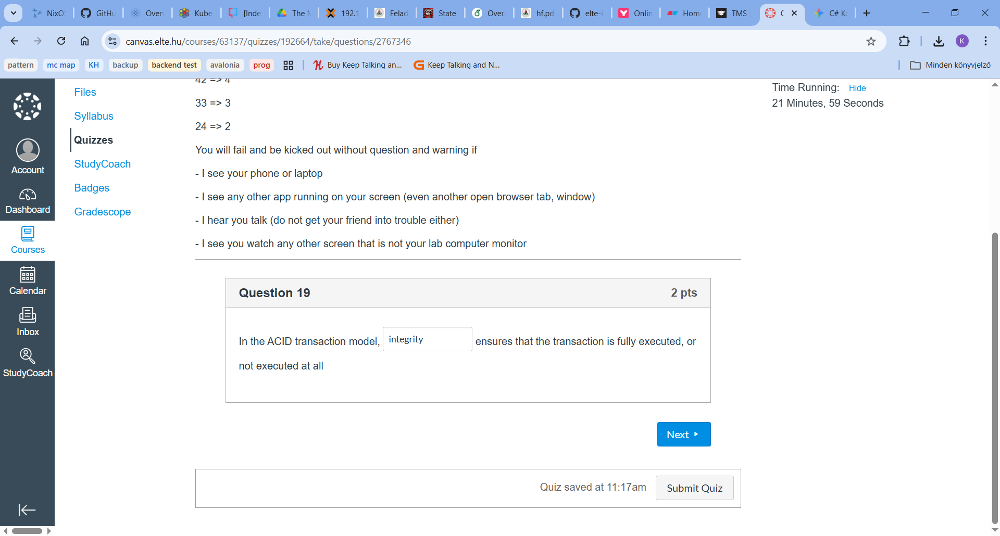 NixO
GitHu
Over
Kube
[Inde
The
192.1
Felad
State
Overl
hf.pd
elte-i
Onlin
Home
TMS
C# Ko
canvas.elte.hu/courses/63137/quizzes/192664/take/questions/2767346
K
pattern
mc map
KH
backup
backend test
avalonia
prog
Buy Keep Talking an...
Keep Talking and N...
Minden könyvjelző
Account
Dashboard
Courses
Calendar
Inbox
StudyCoach
Files
Syllabus
Quizzes
StudyCoach
Badges
Gradescope
42 => 4
33 => 3
24 => 2
You will fail and be kicked out without question and warning if
- I see your phone or laptop
- I see any other app running on your screen (even another open browser tab, window)
- I hear you talk (do not get your friend into trouble either)
- I see you watch any other screen that is not your lab computer monitor
Time Running: Hide
21 Minutes, 59 Seconds
Question 19 2 pts
In the ACID transaction model, integrity ensures that the transaction is fully executed, or
not executed at all
Next
Quiz saved at 11:17am Submit Quiz